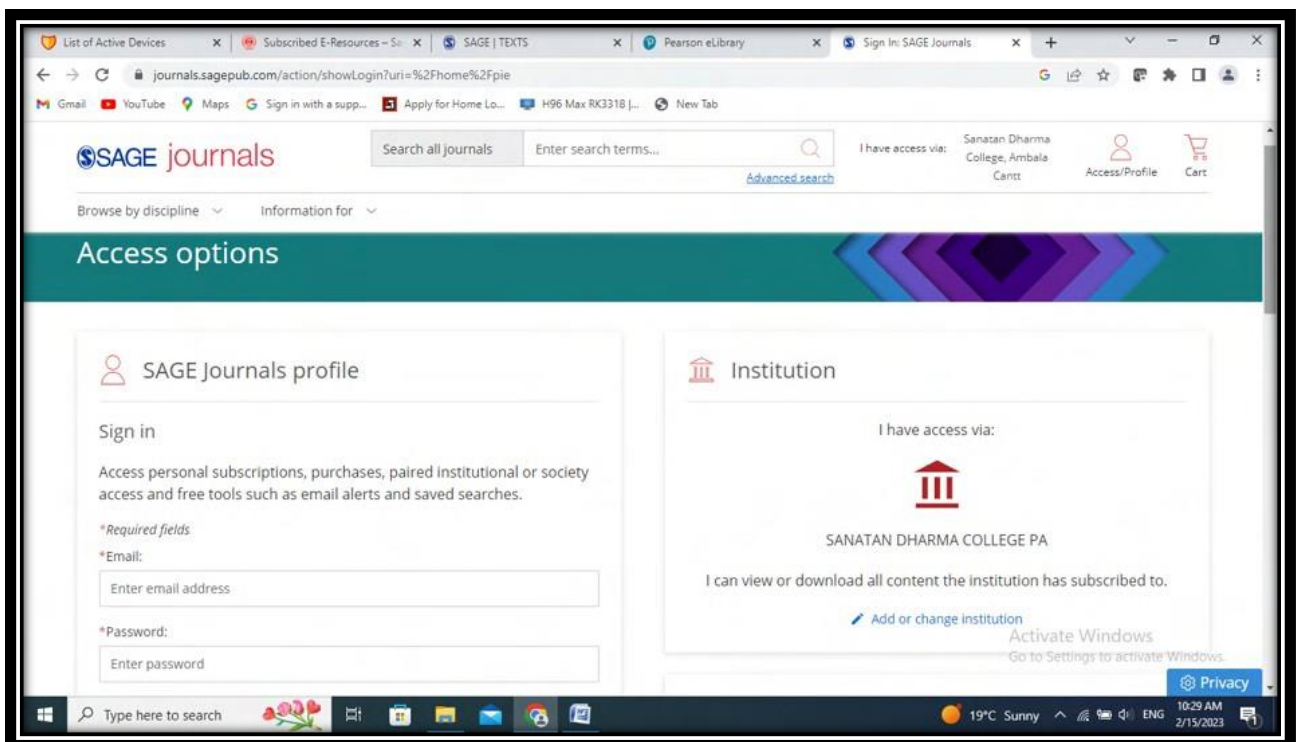 List of Active Devices
Subscribed E-Resources – Sa
SAGE | TEXTS
Pearson eLibrary
Sign In: SAGE Journals
journals.sagepub.com/action/showLogin?uri=%2Fhome%2Fpie
Gmail YouTube Maps Sign in with a supp... Apply for Home Lo... H96 Max RK3318 |... New Tab
SAGE journals
Search all journals
Enter search terms...
Advanced search
I have access via:
Sanatan Dharma
College, Ambala
Cantt
Access/Profile
Cart
Browse by discipline
Information for
Access options
SAGE Journals profile
Sign in
Access personal subscriptions, purchases, paired institutional or society
access and free tools such as email alerts and saved searches.
*Required fields
*Email:
Enter email address
*Password:
Enter password
Institution
I have access via:
SANATAN DHARMA COLLEGE PA
I can view or download all content the institution has subscribed to.
Add or change institution
Activate Windows
Go to Settings to activate Windows.
Privacy
Type here to search
19°C Sunny
ENG
10:29 AM
2/15/2023